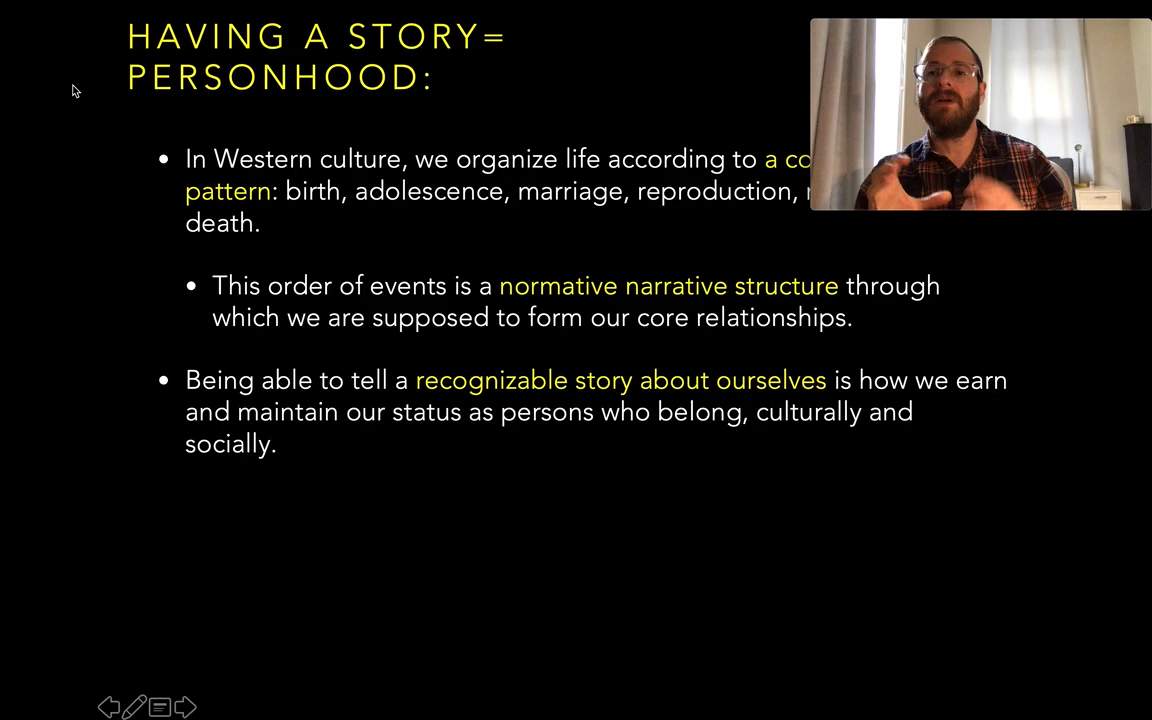 HAVING A STORY=
PERSONHOOD:
• In Western culture, we organize life according to a
pattern: birth, adolescence, marriage, reproduction,
death.
• This order of events is a normative narrative structure through
which we are supposed to form our core relationships.
• Being able to tell a recognizable story about ourselves is how we earn
and maintain our status as persons who belong, culturally and
socially.